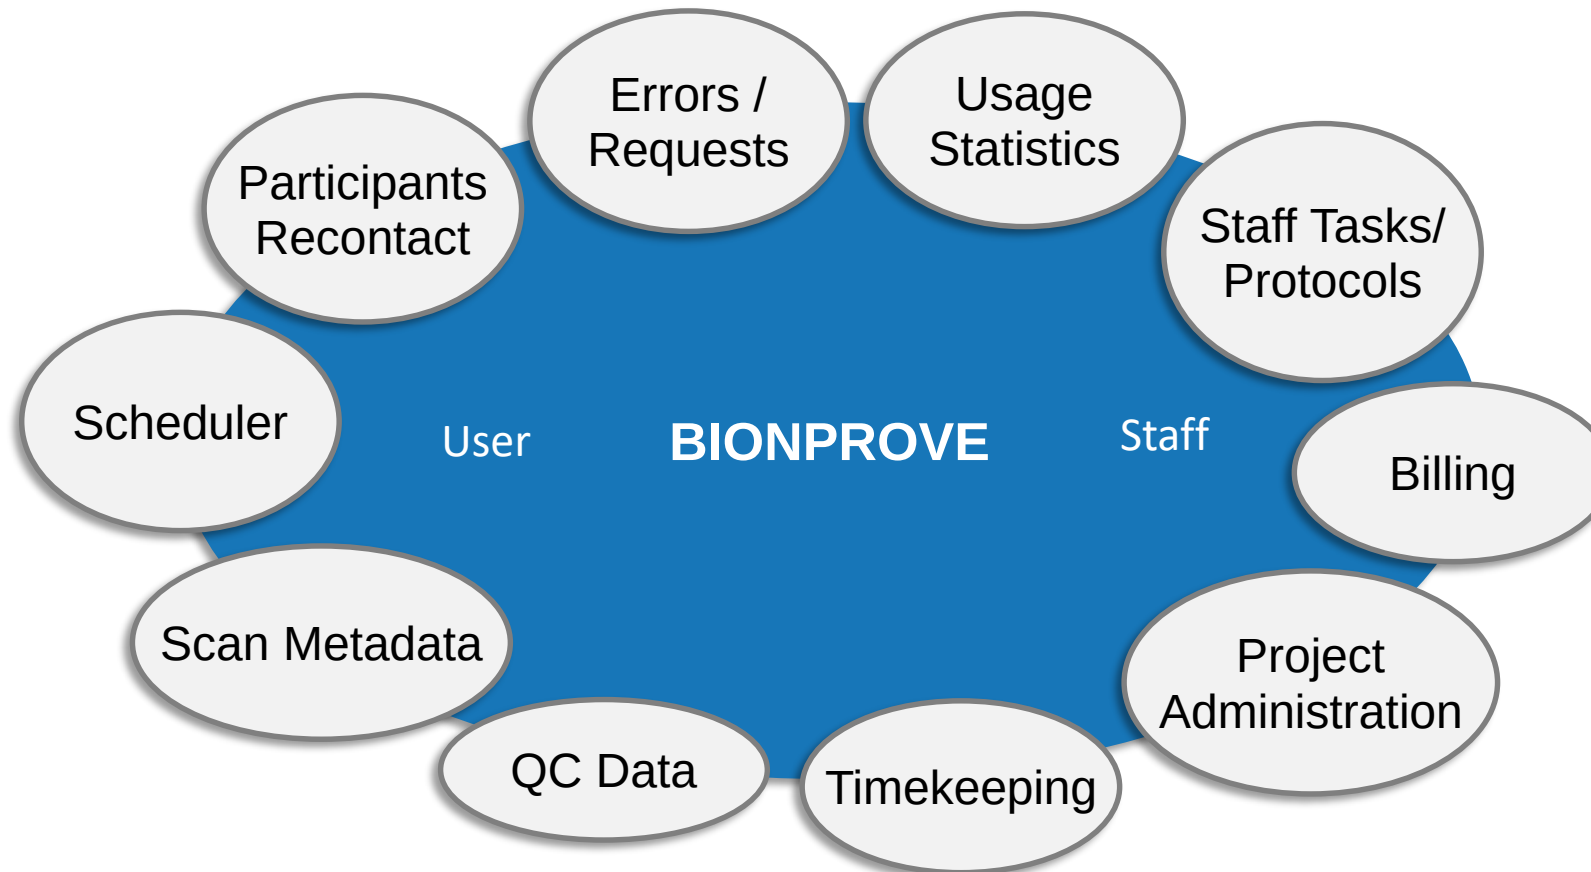 Errors /
Requests
Usage
Statistics
Participants
Recontact
Staff Tasks/
Protocols
Scheduler
User
BIONPROVE
Staff
Billing
Scan Metadata
Project
Administration
QC Data
Timekeeping